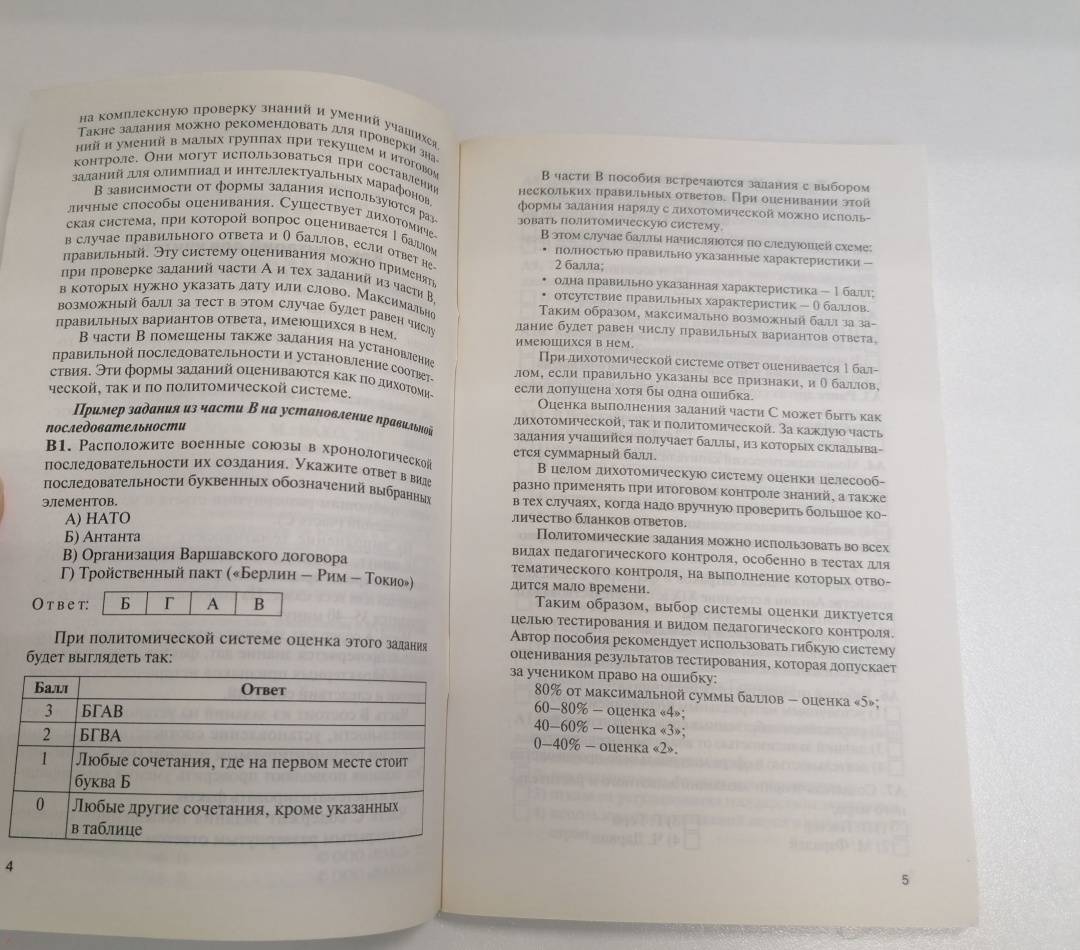 на комплексную проверку знаний и умений учащихся.
Такие задания можно рекомендовать для проверки зна-
ний и умений в малых группах при текущем и итоговом
контроле. Они могут использоваться при составлении
заданий для олимпиад и интеллектуальных марафонов.
В зависимости от формы задания используются раз-
личные способы оценивания. Существует дихотомиче-
ская система, при которой вопрос оценивается 1 баллом
в случае правильного ответа и 0 баллов, если ответ не-
правильный. Эту систему оценивания можно применять
при проверке заданий части А и тех заданий из части В,
в которых нужно указать дату или слово. Максимально
возможный балл за тест в этом случае будет равен числу
правильных вариантов ответа, имеющихся в нем.
В части В помещены также задания на установление
правильной последовательности и установление соответ-
ствия. Эти формы заданий оцениваются как по дихотоми-
ческой, так и по политомической системе.
Пример задания из части В на установление правильной
последовательности
В1. Расположите военные союзы в хронологической
последовательности их создания. Укажите ответ в виде
последовательности буквенных обозначений выбранных
элементов.
А) НАТО
Б) Антанта
В) Организация Варшавского договора
Г) Тройственный пакт («Берлин — Рим — Токио»)
Ответ: Б Г А В
При политомической системе оценка этого задания
будет выглядеть так:
Балл Ответ
3 БГАВ
2 БГВА
1 Любые сочетания, где на первом месте стоит
буква Б
0 Любые другие сочетания, кроме указанных
в таблице
4
В части В пособия встречаются задания с выбором
нескольких правильных ответов. При оценивании этой
формы задания наряду с дихотомической можно исполь-
зовать политомическую систему.
В этом случае баллы начисляются по следующей схеме:
• полностью правильно указанные характеристики —
2 балла;
• одна правильно указанная характеристика — 1 балл;
• отсутствие правильных характеристик — 0 баллов.
Таким образом, максимально возможный балл за за-
дание будет равен числу правильных вариантов ответа,
имеющихся в нем.
При дихотомической системе ответ оценивается 1 бал-
лом, если правильно указаны все признаки, и 0 баллов,
если допущена хотя бы одна ошибка.
Оценка выполнения заданий части С может быть как
дихотомической, так и политомической. За каждую часть
задания учащийся получает баллы, из которых складыва-
ется суммарный балл.
В целом дихотомическую систему оценки целесооб-
разно применять при итоговом контроле знаний, а также
в тех случаях, когда надо вручную проверить большое ко-
личество бланков ответов.
Политомические задания можно использовать во всех
видах педагогического контроля, особенно в тестах для
тематического контроля, на выполнение которых отво-
дится мало времени.
Таким образом, выбор системы оценки диктуется
целью тестирования и видом педагогического контроля.
Автор пособия рекомендует использовать гибкую систему
оценивания результатов тестирования, которая допускает
за учеником право на ошибку:
80% от максимальной суммы баллов — оценка «5»;
60—80% — оценка «4»;
40—60% — оценка «3»;
0—40% — оценка «2».
5